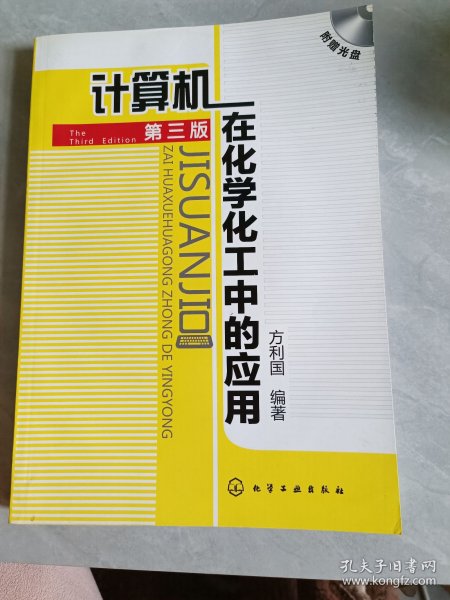 附赠光盘
计算机
The
Third Edition
第三版
在化学化工中的应用
JISUANJI
ZAI HUAXUEHUAGONG ZHONG DE YINGYONG
方利国 编著
化学工业出版社
孔夫子旧书网
www.kongfz.com